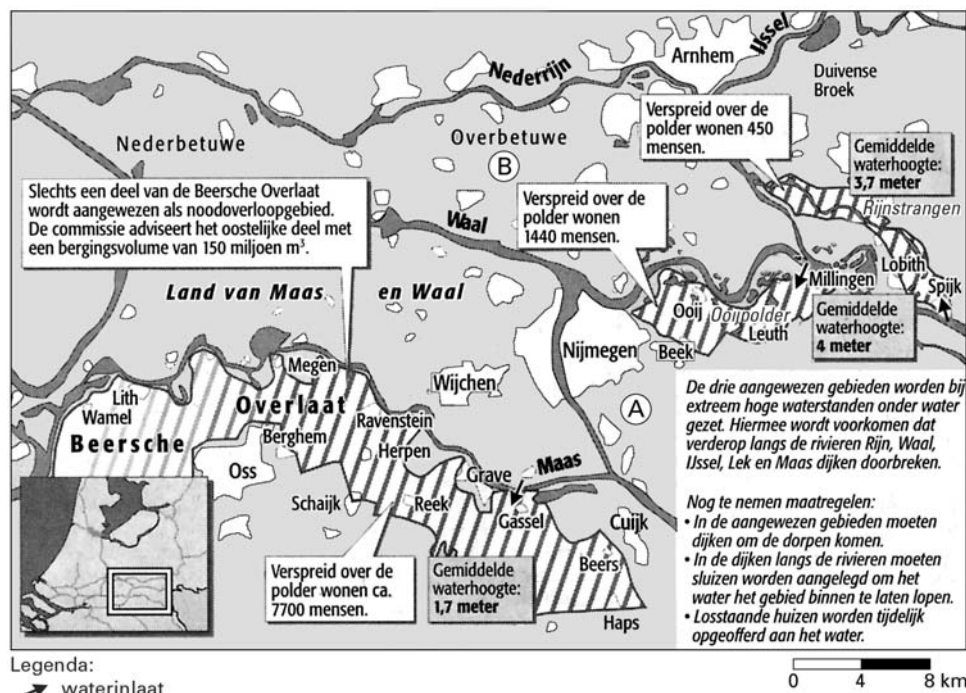 Arnhem
IJssel
Nederrijn
Duivense
Broek
Verspreid over de
polder wonen 450
mensen.
Nederbetuwe
Overbetuwe
B
Gemiddelde
waterhoogte:
3,7 meter
Slechts een deel van de Beersche Overlaat
wordt aangewezen als noodoverloopgebied.
De commissie adviseert het oostelijke deel met
een bergingsvolume van 150 miljoen m³.
Verspreid over de
polder wonen
1440 mensen.
Rijnstrangen
Waal
Lobith
Spijk
Millingen
Land van Maas en Waal
Ooij
Ooijpolder
Leuth
Gemiddelde
waterhoogte:
4 meter
Nijmegen
Beek
Megen
Wijchen
Lith
Wamel
Overlaat
Ravenstein
A
Beersche
Berghem
Herpen
Oss
Grave
Maas
Schaijk
Reek
Gassel
Cuijk
Beers
Verspreid over de
polder wonen ca.
7700 mensen.
Gemiddelde
waterhoogte:
1,7 meter
Haps
De drie aangewezen gebieden worden bij
extreem hoge waterstanden onder water
gezet. Hiermee wordt voorkomen dat
verderop langs de rivieren Rijn, Waal,
IJssel, Lek en Maas dijken doorbreken.
Nog te nemen maatregelen:
• In de aangewezen gebieden moeten
dijken om de dorpen komen.
• In de dijken langs de rivieren moeten
sluizen worden aangelegd om het
water het gebied binnen te laten lopen.
• Losstaande huizen worden tijdelijk
opgeofferd aan het water.
Legenda:
waterinlaat
0 4 8 km